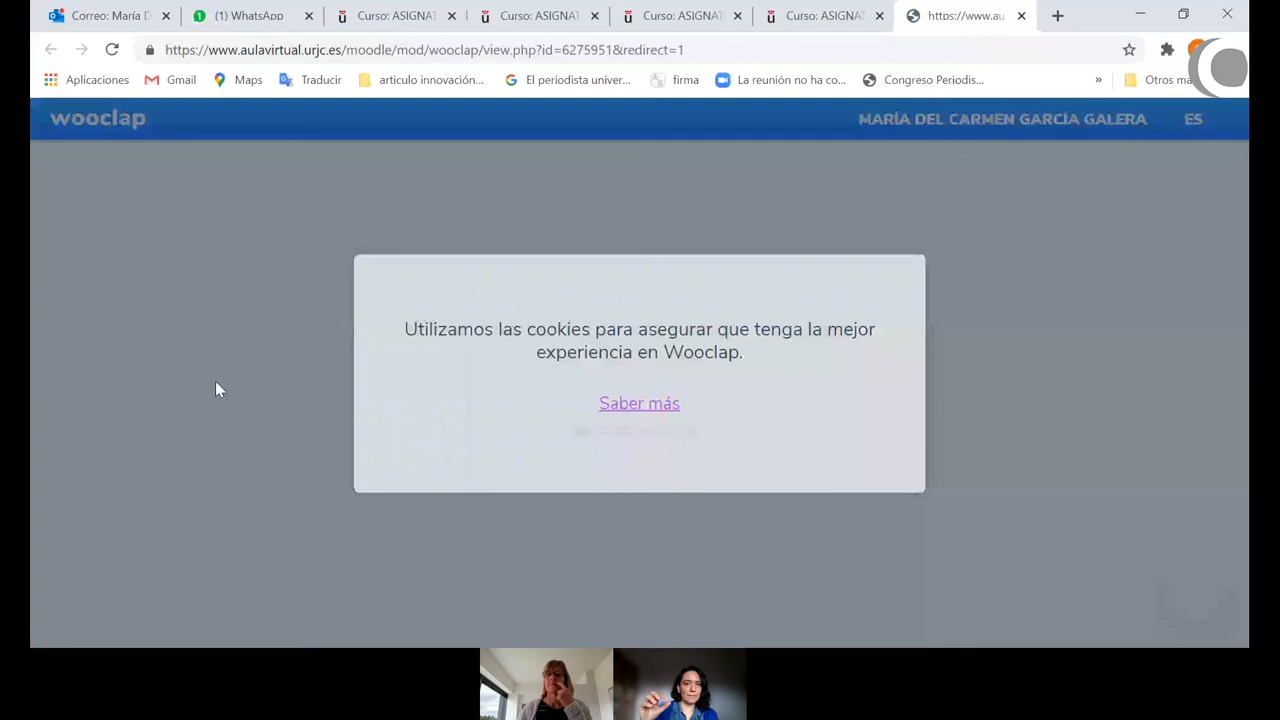 Correo: María D
(1) WhatsApp
Curso: ASIGNAT
Curso: ASIGNAT
Curso: ASIGNAT
Curso: ASIGNAT
https://www.au
https://www.aulavirtual.urjc.es/moodle/mod/wooclap/view.php?id=6275951&redirect=1
Aplicaciones
Gmail
Maps
Traducir
articulo innovación...
El periodista univer...
firma
La reunión no ha co...
Congreso Periodis...
»
Otros ma
wooclap
MARÍA DEL CARMEN GARCÍA GALERA
ES
Utilizamos las cookies para asegurar que tenga la mejor
experiencia en Wooclap.
Saber más